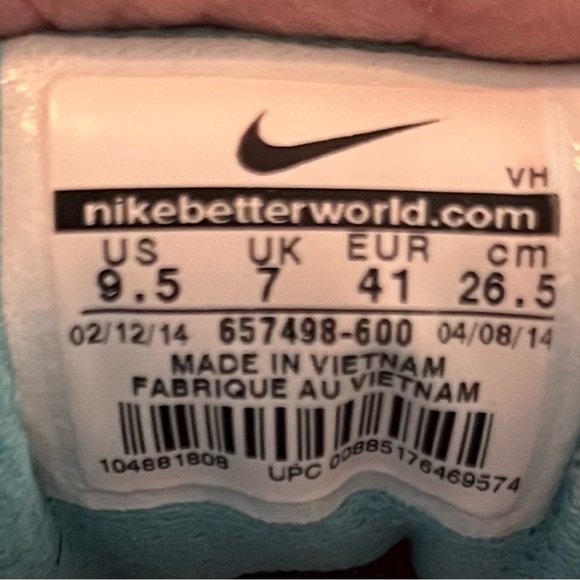 VH
nikebetterworld.com
US UK EUR cm
9.5 7 41 26.5
02/12/14 657498-600 04/08/14
MADE IN VIETNAM
FABRIQUE AU VIETNAM
104881809 UPC 00885176469574